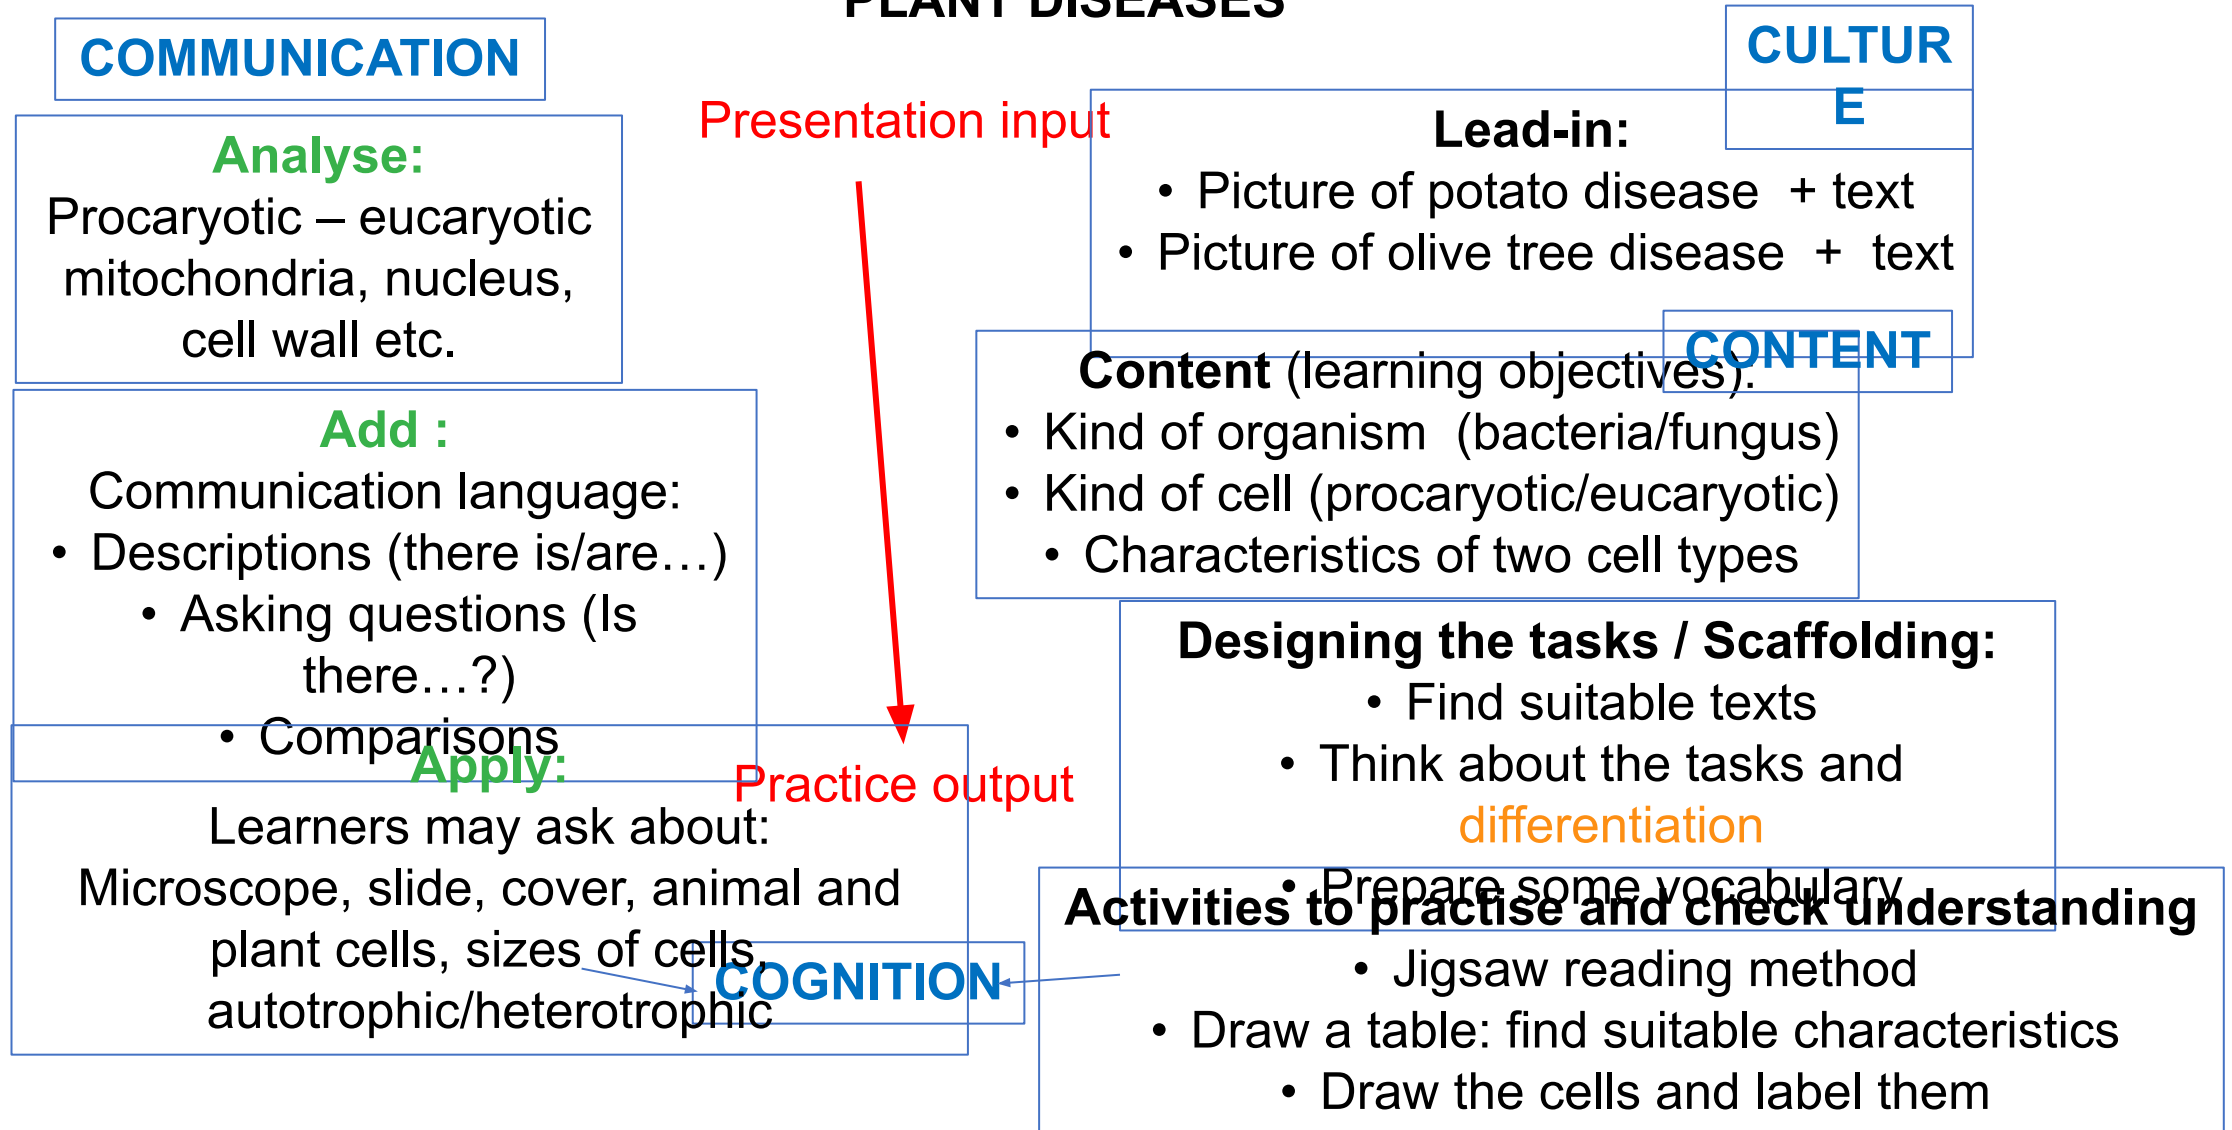 PLANT DISEASES
COMMUNICATION
Analyse:
Procaryotic – eucaryotic
mitochondria, nucleus,
cell wall etc.
Add :
Communication language:
• Descriptions (there is/are…)
• Asking questions (Is
there…?)
• Comparisons
Apply:
Learners may ask about:
Microscope, slide, cover, animal and
plant cells, sizes of cells,
autotrophic/heterotrophic
Presentation input
Practice output
COGNITION
CULTUR
E
Lead-in:
• Picture of potato disease + text
• Picture of olive tree disease + text
CONTENT
Content (learning objectives):
• Kind of organism (bacteria/fungus)
• Kind of cell (procaryotic/eucaryotic)
• Characteristics of two cell types
Designing the tasks / Scaffolding:
• Find suitable texts
• Think about the tasks and
differentiation
• Prepare some vocabulary
Activities to practise and check understanding
• Jigsaw reading method
• Draw a table: find suitable characteristics
• Draw the cells and label them